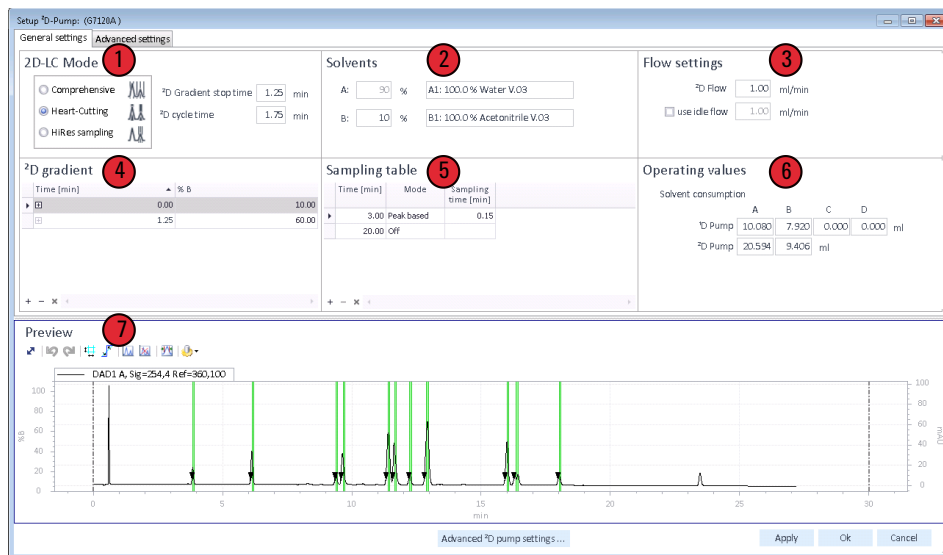 Setup ²D-Pump: (G7120A )
General settings Advanced settings
2D-LC Mode 1
Comprehensive
Heart-Cutting
HiRes sampling
²D Gradient stop time 1.25 min
²D cycle time 1.75 min
Solvents 2
A: 90 % A1: 100.0 % Water V.03
B: 10 % B1: 100.0 % Acetonitrile V.03
Flow settings 3
²D Flow 1.00 ml/min
use idle flow 1.00 ml/min
²D gradient 4
Time [min] % B
0.00 10.00
1.25 60.00
Sampling table 5
Time [min] Mode Sampling time [min]
3.00 Peak based 0.15
20.00 Off
Operating values 6
Solvent consumption
A B C D
¹D Pump 10.080 7.920 0.000 0.000 ml
²D Pump 20.594 9.406 ml
Preview 7
DAD1 A, Sig=254,4 Ref=360,100
100
80
60
40
20
0
%B
100
80
60
40
20
0
mAU
0 5 10 15 20 25 30
min
Advanced ²D pump settings ... Apply Ok Cancel